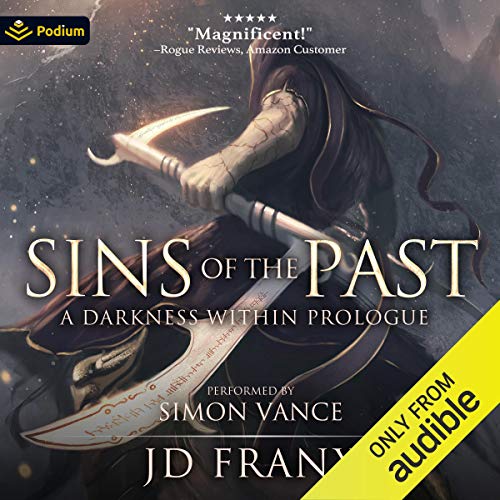 Podium
★★★★★
"Magnificent!"
–Rogue Reviews, Amazon Customer
SINS OF THE PAST
A DARKNESS WITHIN PROLOGUE
PERFORMED BY
SIMON VANCE
JD FRANX
ONLY FROM
audible